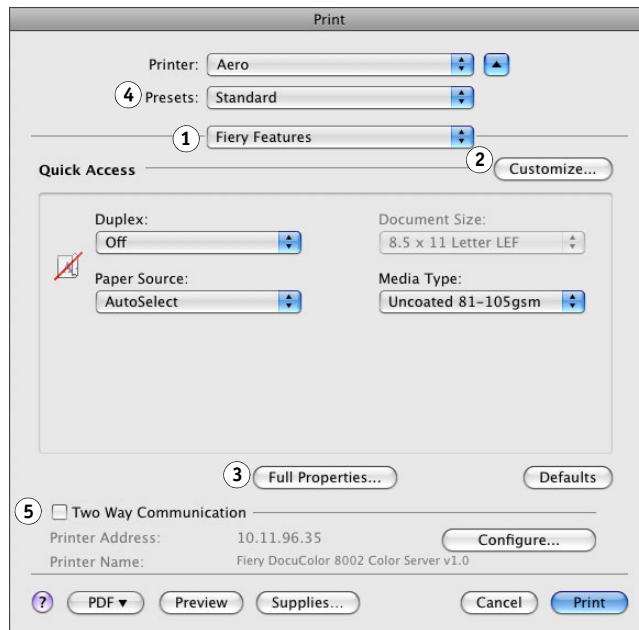 Print
Printer: Aero
4 Presets: Standard
1 Fiery Features
Quick Access 2 Customize...
Duplex: Document Size:
Off 8.5 x 11 Letter LEF
Paper Source: Media Type:
AutoSelect Uncoated 81-105gsm
3 Full Properties... Defaults
5 Two Way Communication
Printer Address: 10.11.96.35 Configure...
Printer Name: Fiery DocuColor 8002 Color Server v1.0
? PDF ▼ Preview Supplies... Cancel Print